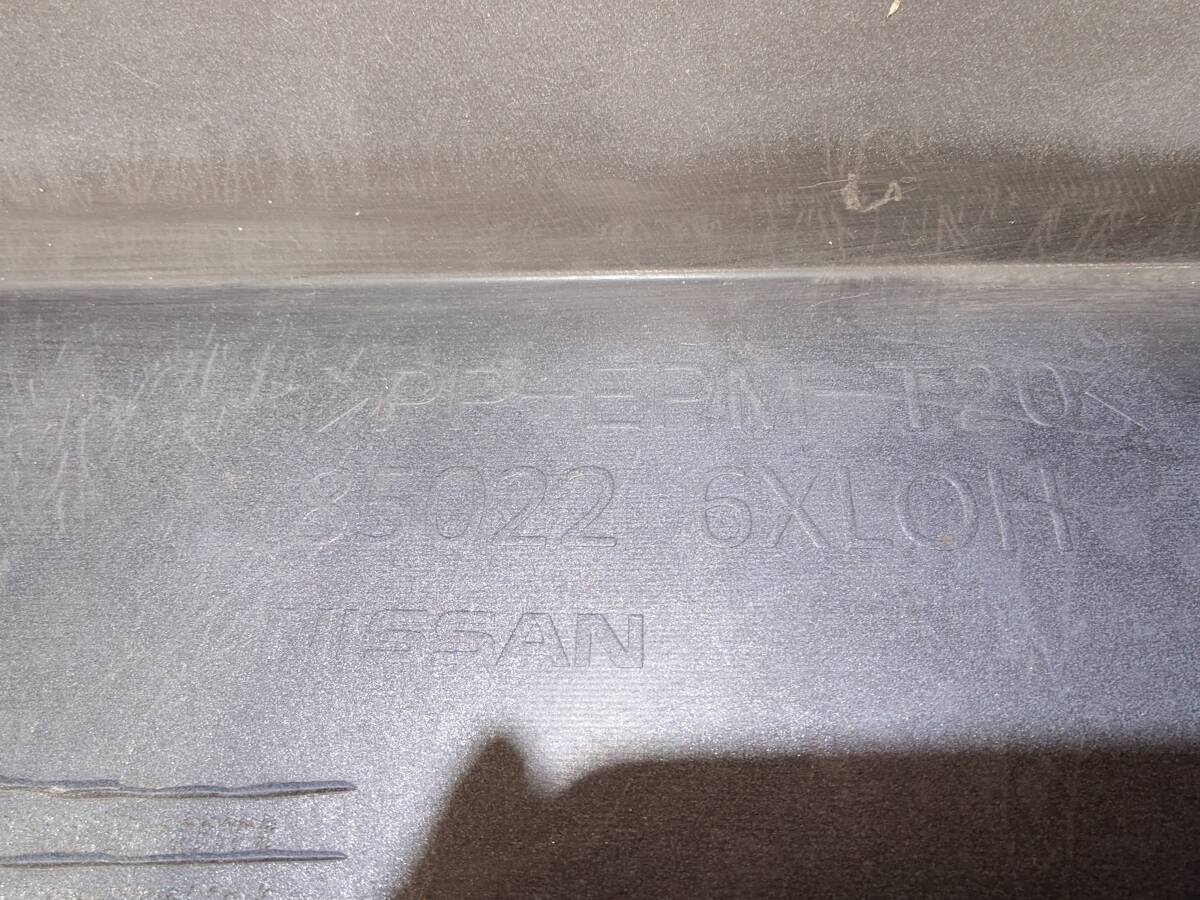 >PP-EPM-T20<
85022 6XL0H
NISSAN